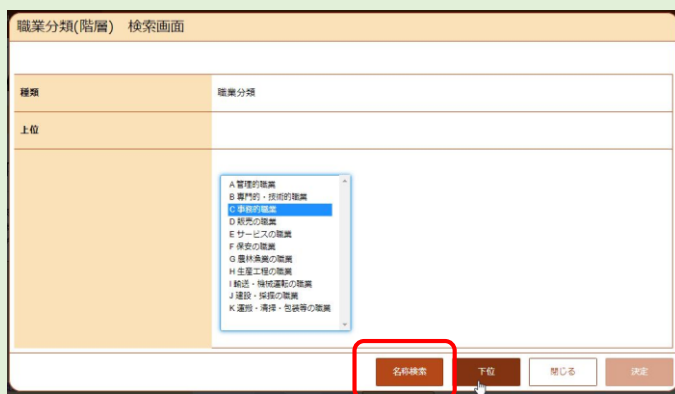 職業分類(階層) 検索画面
種類 職業分類
上位
A 管理的職業
B 専門的・技術的職業
C 事務的職業
D 販売の職業
E サービスの職業
F 保安の職業
G 農林漁業の職業
H 生産工程の職業
I 輸送・機械運転の職業
J 建設・採掘の職業
K 運搬・清掃・包装等の職業
名称検索 下位 閉じる 決定